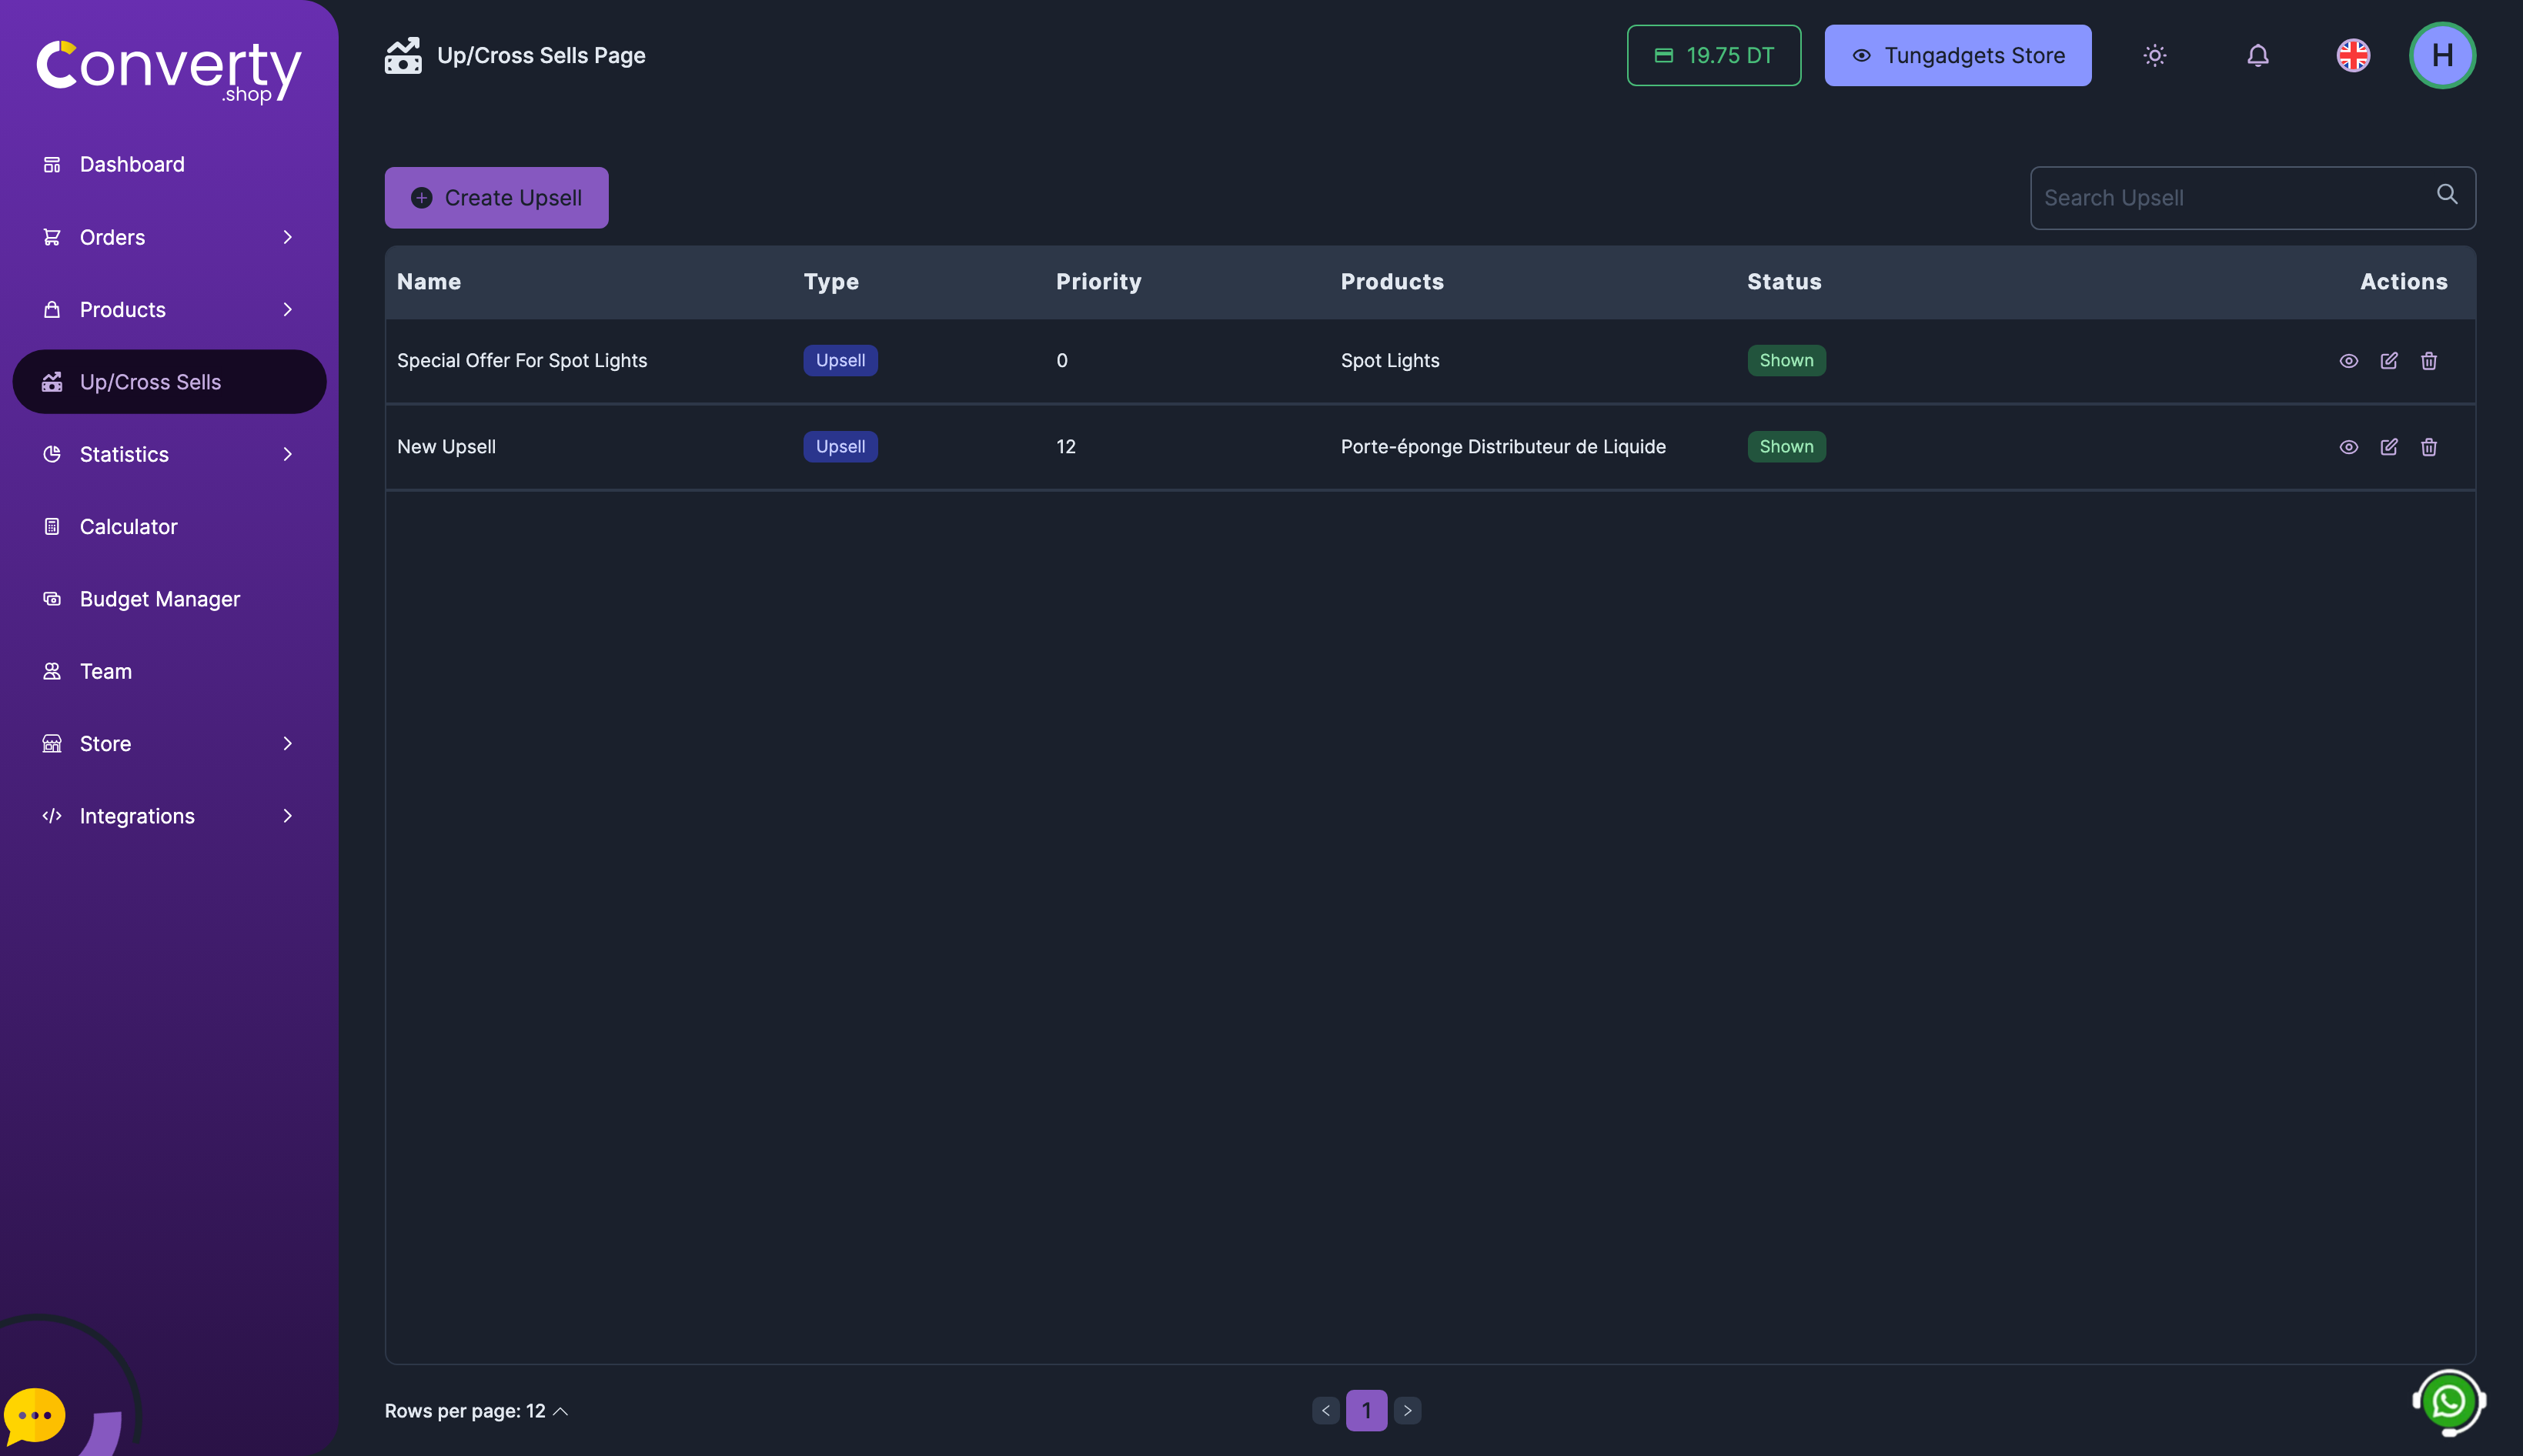 Converty
.shop
Dashboard
Orders
Products
Up/Cross Sells
Statistics
Calculator
Budget Manager
Team
Store
Integrations
Up/Cross Sells Page
19.75 DT
Tungadgets Store
H
Create Upsell
Search Upsell
Name Type Priority Products Status Actions
Special Offer For Spot Lights Upsell 0 Spot Lights Shown
New Upsell Upsell 12 Porte-éponge Distributeur de Liquide Shown
Rows per page: 12
< 1 >